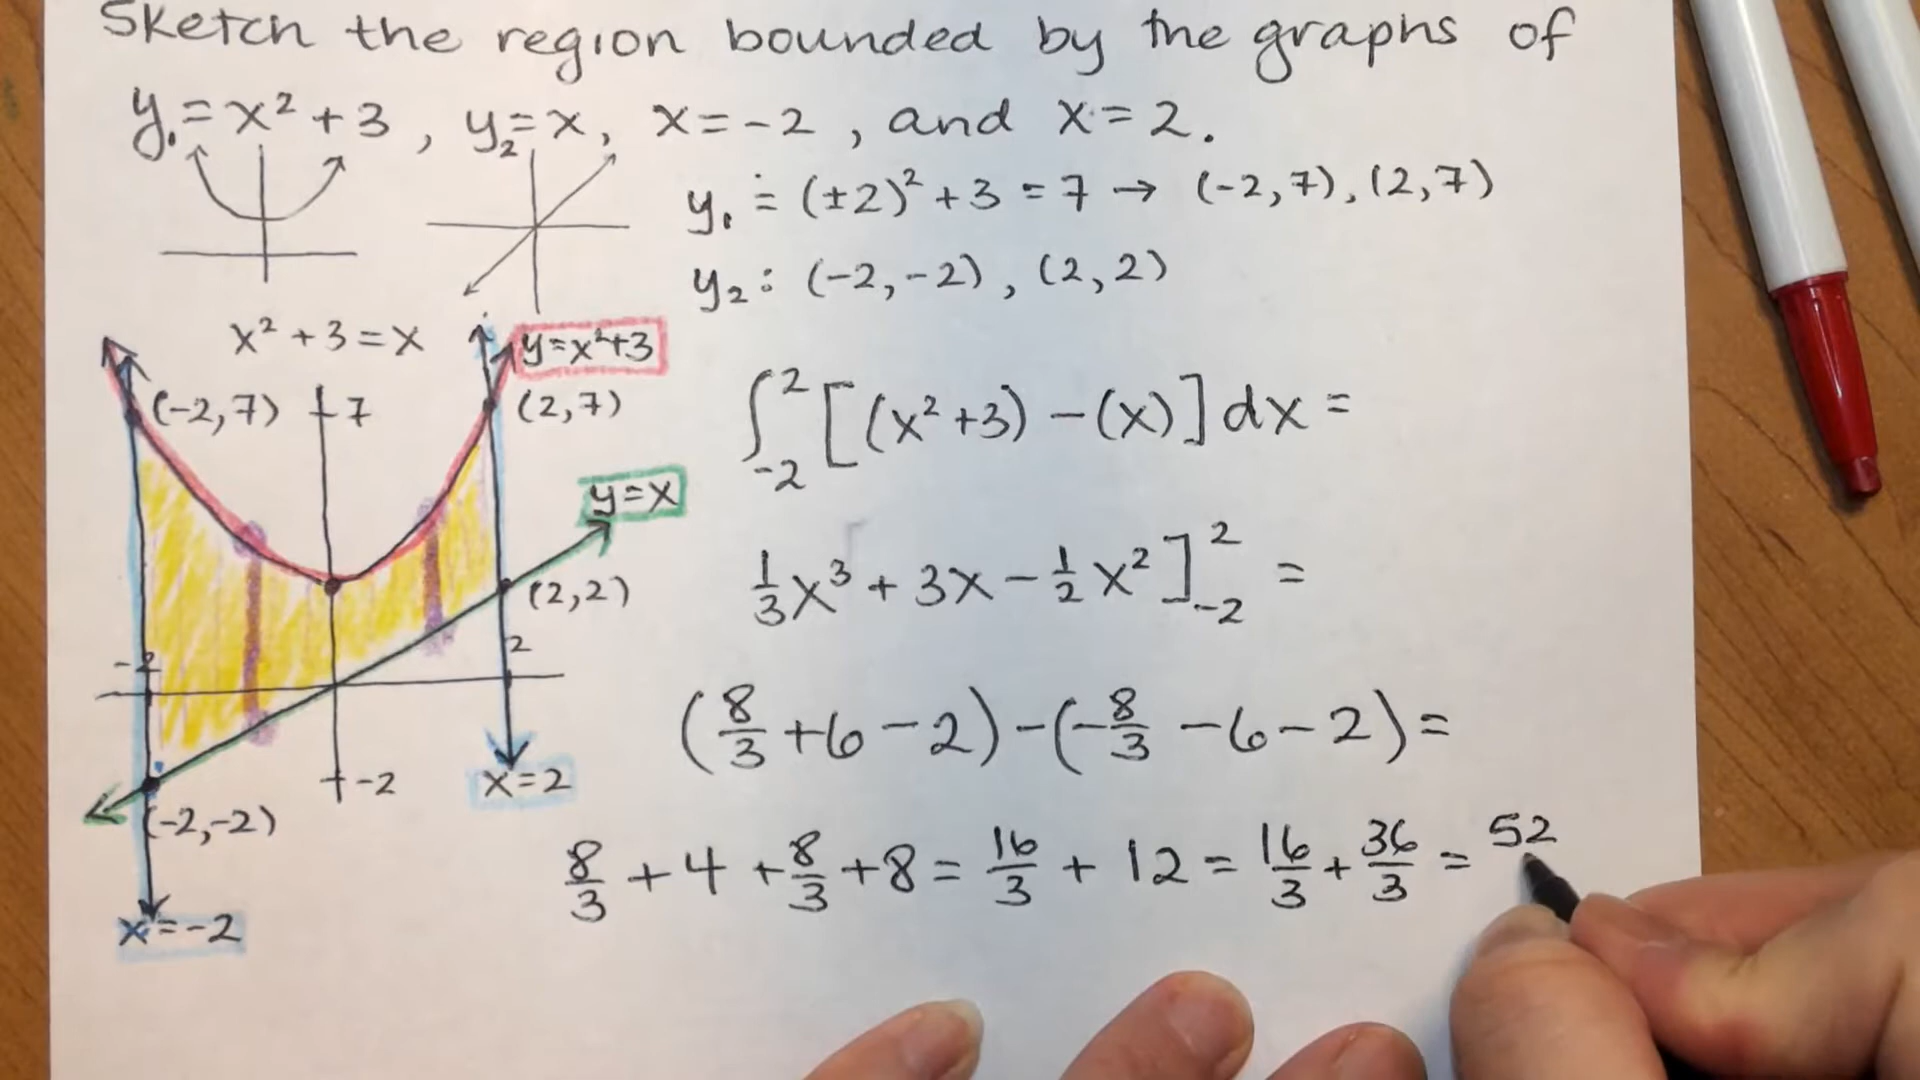 Sketch the region bounded by the graphs of
y₁ = x² + 3 , y₂ = x, x = -2 , and x = 2.
y₁ = (±2)² + 3 = 7 → (-2,7), (2,7)
y₂ : (-2,-2) , (2,2)
x² + 3 = x
y=x²+3
(-2,7)
7
(2,7)
y=x
(2,2)
-2
2
-2
x=2
(-2,-2)
x=-2
∫₋₂² [(x²+3) - (x)] dx =
1/3 x³ + 3x - 1/2 x² ]₋₂² =
(8/3 + 6 - 2) - (-8/3 - 6 - 2) =
8/3 + 4 + 8/3 + 8 = 16/3 + 12 = 16/3 + 36/3 = 52